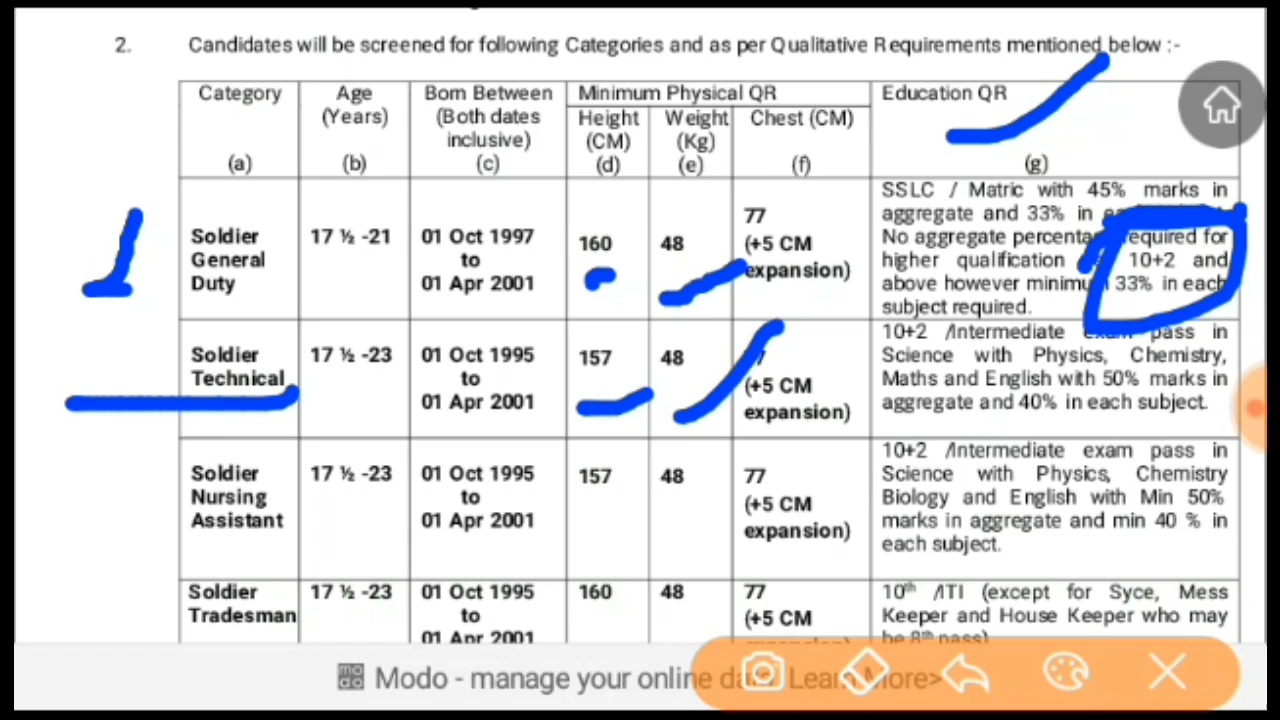 2. Candidates will be screened for following Categories and as per Qualitative Requirements mentioned below :-
Category
(a)
Age
(Years)
(b)
Born Between
(Both dates
inclusive)
(c)
Minimum Physical QR
Height
(CM)
(d)
Weight
(Kg)
(e)
Chest (CM)
(f)
Education QR
(g)
Soldier
General
Duty
17 ½ -21
01 Oct 1997
to
01 Apr 2001
160
48
77
(+5 CM
expansion)
SSLC / Matric with 45% marks in
aggregate and 33% in
No aggregate required for
higher qualification 10+2 and
above however 33% in each
subject required.
Soldier
Technical
17 ½ -23
01 Oct 1995
to
01 Apr 2001
157
48
(+5 CM
expansion)
10+2 /Intermediate pass in
Science with Physics, Chemistry,
Maths and English with 50% marks in
aggregate and 40% in each subject.
Soldier
Nursing
Assistant
17 ½ -23
01 Oct 1995
to
01 Apr 2001
157
48
77
(+5 CM
expansion)
10+2 /Intermediate exam pass in
Science with Physics, Chemistry
Biology and English with Min 50%
marks in aggregate and min 40 % in
each subject.
Soldier
Tradesman
17 ½ -23
01 Oct 1995
to
01 Apr 2001
160
48
77
(+5 CM
10th /ITI (except for Syce, Mess
Keeper and House Keeper who may
be 8th pass)
modo Modo - manage your online Learn More>